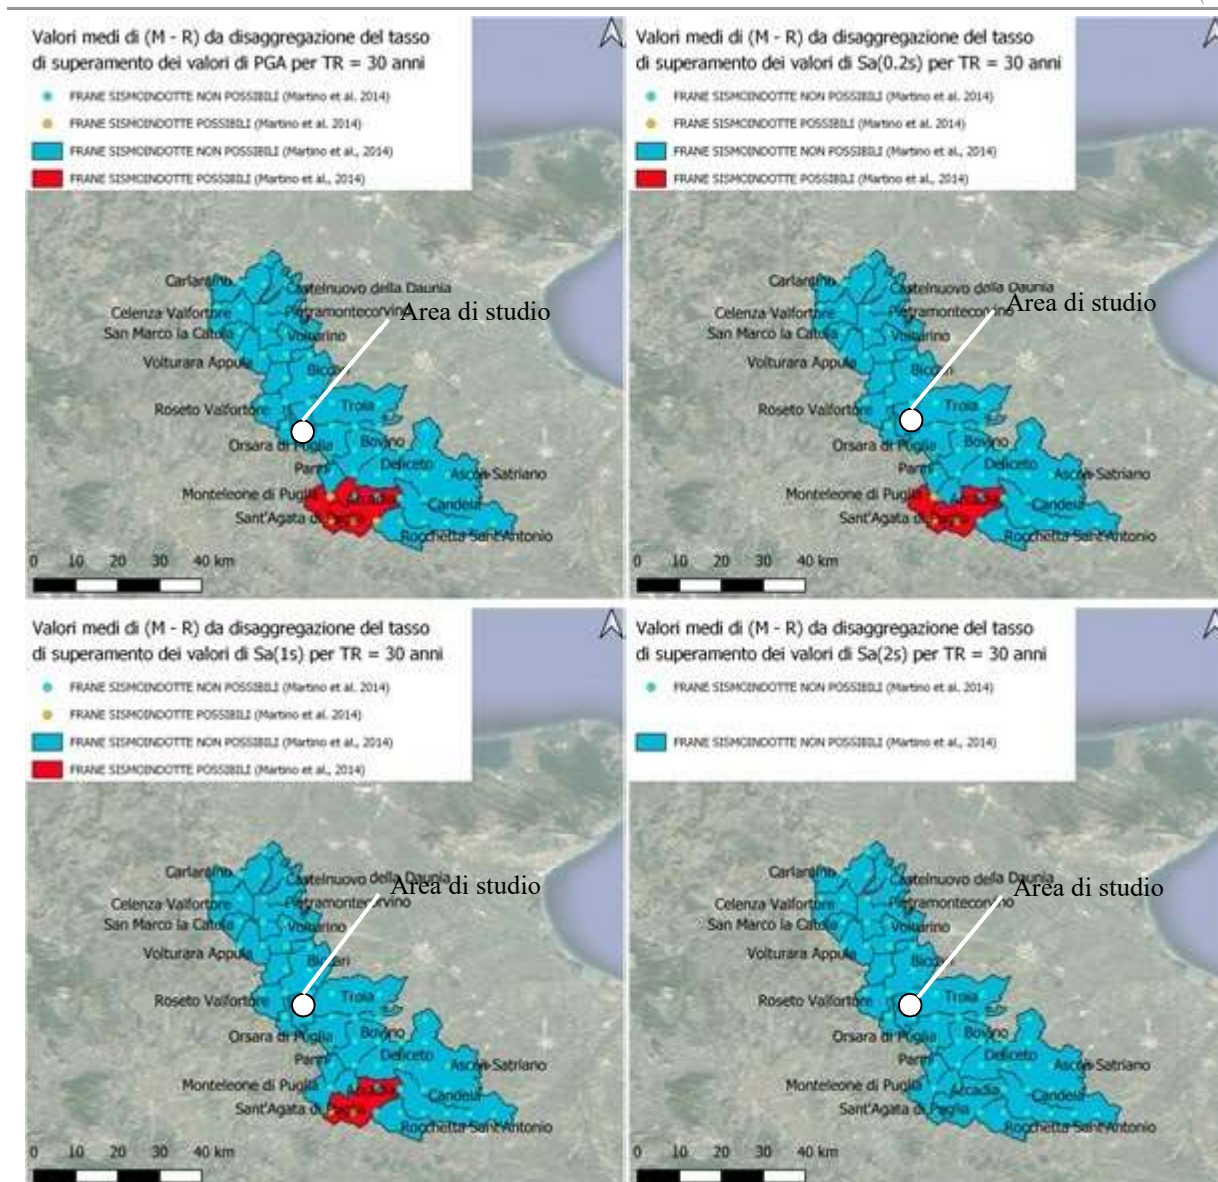 Valori medi di (M - R) da disaggregazione del tasso
di superamento dei valori di PGA per TR = 30 anni
FRANE SISMOINDOTTE NON POSSIBILI (Martino et al. 2014)
FRANE SISMOINDOTTE POSSIBILI (Martino et al. 2014)
FRANE SISMOINDOTTE NON POSSIBILI (Martino et al., 2014)
FRANE SISMOINDOTTE POSSIBILI (Martino et al., 2014)
Carlantino
Castelnuovo della Daunia
Celenza Valfortore
Pietramontecorvino
Area di studio
San Marco la Catola
Volturino
Volturara Appula
Biccari
Roseto Valfortore
Troia
Orsara di Puglia
Bovino
Panni
Deliceto
Ascoli Satriano
Monteleone di Puglia
Accadia
Candela
Sant'Agata di Puglia
Rocchetta Sant'Antonio
0 10 20 30 40 km
Valori medi di (M - R) da disaggregazione del tasso
di superamento dei valori di Sa(0.2s) per TR = 30 anni
FRANE SISMOINDOTTE NON POSSIBILI (Martino et al. 2014)
FRANE SISMOINDOTTE POSSIBILI (Martino et al. 2014)
FRANE SISMOINDOTTE NON POSSIBILI (Martino et al., 2014)
FRANE SISMOINDOTTE POSSIBILI (Martino et al., 2014)
Carlantino
Castelnuovo della Daunia
Area di studio
Celenza Valfortore
Pietramontecorvino
San Marco la Catola
Volturino
Volturara Appula
Biccari
Roseto Valfortore
Troia
Orsara di Puglia
Bovino
Panni
Deliceto
Ascoli Satriano
Monteleone di Puglia
Accadia
Candela
Sant'Agata di Puglia
Rocchetta Sant'Antonio
0 10 20 30 40 km
Valori medi di (M - R) da disaggregazione del tasso
di superamento dei valori di Sa(1s) per TR = 30 anni
FRANE SISMOINDOTTE NON POSSIBILI (Martino et al. 2014)
FRANE SISMOINDOTTE POSSIBILI (Martino et al. 2014)
FRANE SISMOINDOTTE NON POSSIBILI (Martino et al., 2014)
FRANE SISMOINDOTTE POSSIBILI (Martino et al., 2014)
Carlantino
Castelnuovo della Daunia
Area di studio
Celenza Valfortore
Pietramontecorvino
San Marco la Catola
Volturino
Volturara Appula
Biccari
Roseto Valfortore
Troia
Orsara di Puglia
Bovino
Panni
Deliceto
Ascoli Satriano
Monteleone di Puglia
Candela
Sant'Agata di Puglia
Rocchetta Sant'Antonio
0 10 20 30 40 km
Valori medi di (M - R) da disaggregazione del tasso
di superamento dei valori di Sa(2s) per TR = 30 anni
FRANE SISMOINDOTTE NON POSSIBILI (Martino et al. 2014)
FRANE SISMOINDOTTE NON POSSIBILI (Martino et al., 2014)
Carlantino
Castelnuovo della Daunia
Area di studio
Celenza Valfortore
Pietramontecorvino
San Marco la Catola
Volturino
Volturara Appula
Biccari
Roseto Valfortore
Troia
Orsara di Puglia
Bovino
Panni
Deliceto
Ascoli Satriano
Monteleone di Puglia
Accadia
Candela
Sant'Agata di Puglia
Rocchetta Sant'Antonio
0 10 20 30 40 km